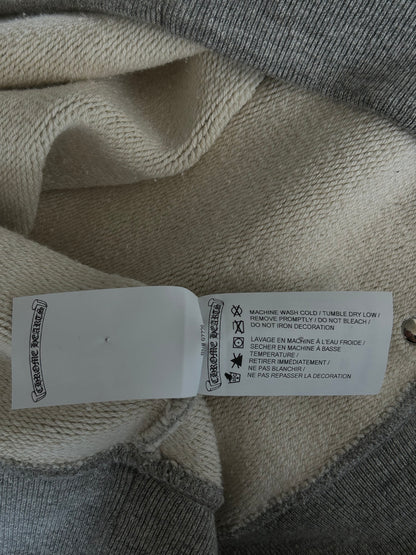 CHROME HEARTS
CHROME HEARTS
MACHINE WASH COLD / TUMBLE DRY LOW /
REMOVE PROMPTLY / DO NOT BLEACH /
DO NOT IRON DECORATION
LAVAGE EN MACHINE À L'EAU FROIDE /
SECHER EN MACHINE À BASSE
TEMPERATURE /
RETIRER IMMÉDIATEMENT /
NE PAS BLANCHIR /
NE PAS REPASSER LA DECORATION